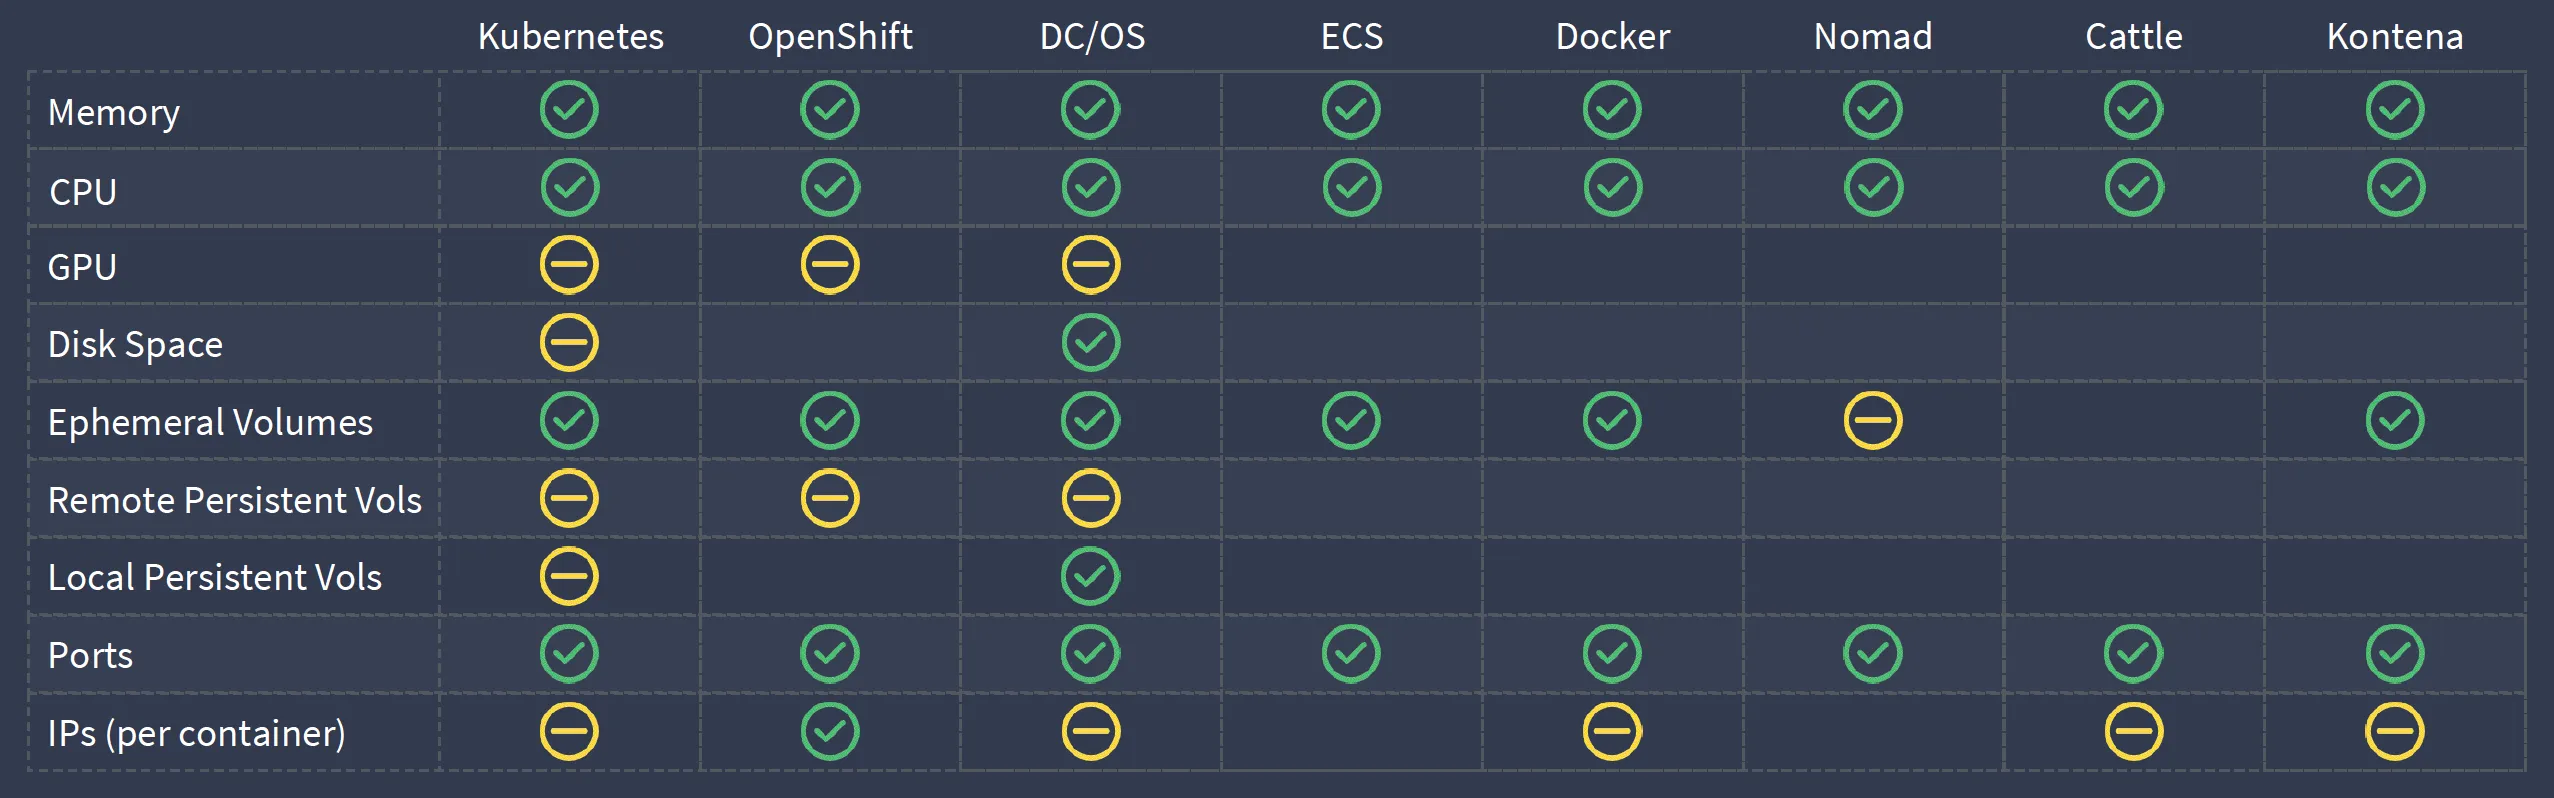 Kubernetes OpenShift DC/OS ECS Docker Nomad Cattle Kontena
Memory
CPU
GPU
Disk Space
Ephemeral Volumes
Remote Persistent Vols
Local Persistent Vols
Ports
IPs (per container)